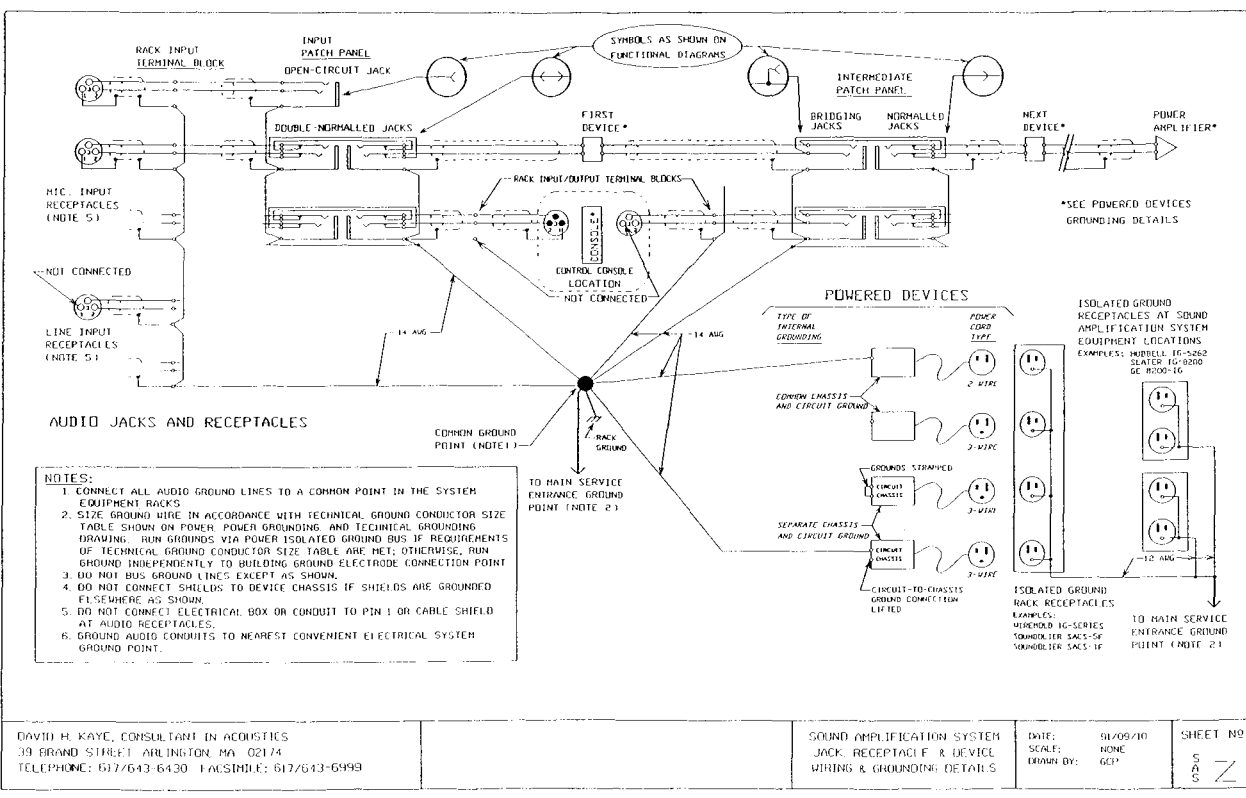 RACK INPUT
TERMINAL BLOCK
INPUT
PATCH PANEL
OPEN-CIRCUIT JACK
SYMBOLS AS SHOWN ON
FUNCTIONAL DIAGRAMS
INTERMEDIATE
PATCH PANEL
DOUBLE-NORMALLED JACKS
FIRST
DEVICE*
BRIDGING
JACKS
NORMALLED
JACKS
NEXT
DEVICE*
POWER
AMPLIFIER*
MIC. INPUT
RECEPTACLES
(NOTE 5)
RACK INPUT/OUTPUT TERMINAL BLOCKS
CONSOLE*
CONTROL CONSOLE
LOCATION
NOT CONNECTED
*SEE POWERED DEVICES
GROUNDING DETAILS
NOT CONNECTED
LINE INPUT
RECEPTACLES
(NOTE 5)
14 AWG
14 AWG
POWERED DEVICES
TYPE OF
INTERNAL
GROUNDING
POWER
CORD
TYPE
2-WIRE
COMMON CHASSIS
AND CIRCUIT GROUND
3-WIRE
GROUNDS STRAPPED
CIRCUIT
CHASSIS
3-WIRE
SEPARATE CHASSIS
AND CIRCUIT GROUND
CIRCUIT
CHASSIS
3-WIRE
CIRCUIT-TO-CHASSIS
GROUND CONNECTION
LIFTED
ISOLATED GROUND
RECEPTACLES AT SOUND
AMPLIFICATION SYSTEM
EQUIPMENT LOCATIONS
EXAMPLES: HUBBELL IG-5262
SLATER IG-8200
GE 8200-IG
12 AWG
ISOLATED GROUND
RACK RECEPTACLES
EXAMPLES:
WIREMOLD IG-SERIES
SOUNDOLIER SACS-5F
SOUNDOLIER SACS-1F
TO MAIN SERVICE
ENTRANCE GROUND
POINT (NOTE 2)
AUDIO JACKS AND RECEPTACLES
COMMON GROUND
POINT (NOTE1)
RACK
GROUND
TO MAIN SERVICE
ENTRANCE GROUND
POINT (NOTE 2)
NOTES:
1. CONNECT ALL AUDIO GROUND LINES TO A COMMON POINT IN THE SYSTEM
EQUIPMENT RACKS
2. SIZE GROUND WIRE IN ACCORDANCE WITH TECHNICAL GROUND CONDUCTOR SIZE
TABLE SHOWN ON POWER, POWER GROUNDING, AND TECHNICAL GROUNDING
DRAWING. RUN GROUNDS VIA POWER ISOLATED GROUND BUS IF REQUIREMENTS
OF TECHNICAL GROUND CONDUCTOR SIZE TABLE ARE MET; OTHERWISE, RUN
GROUND INDEPENDENTLY TO BUILDING GROUND ELECTRODE CONNECTION POINT
3. DO NOT BUS GROUND LINES EXCEPT AS SHOWN.
4. DO NOT CONNECT SHIELDS TO DEVICE CHASSIS IF SHIELDS ARE GROUNDED
ELSEWHERE AS SHOWN.
5. DO NOT CONNECT ELECTRICAL BOX OR CONDUIT TO PIN 1 OR CABLE SHIELD
AT AUDIO RECEPTACLES.
6. GROUND AUDIO CONDUITS TO NEAREST CONVENIENT ELECTRICAL SYSTEM
GROUND POINT.
DAVID H. KAYE, CONSULTANT IN ACOUSTICS
39 BRAND STREET ARLINGTON, MA 02174
TELEPHONE: 617/643-6430 FACSIMILE: 617/643-6999
SOUND AMPLIFICATION SYSTEM
JACK, RECEPTACLE & DEVICE
WIRING & GROUNDING DETAILS
DATE: 91/09/10
SCALE: NONE
DRAWN BY: GCP
SHEET Nº
SAS
Z